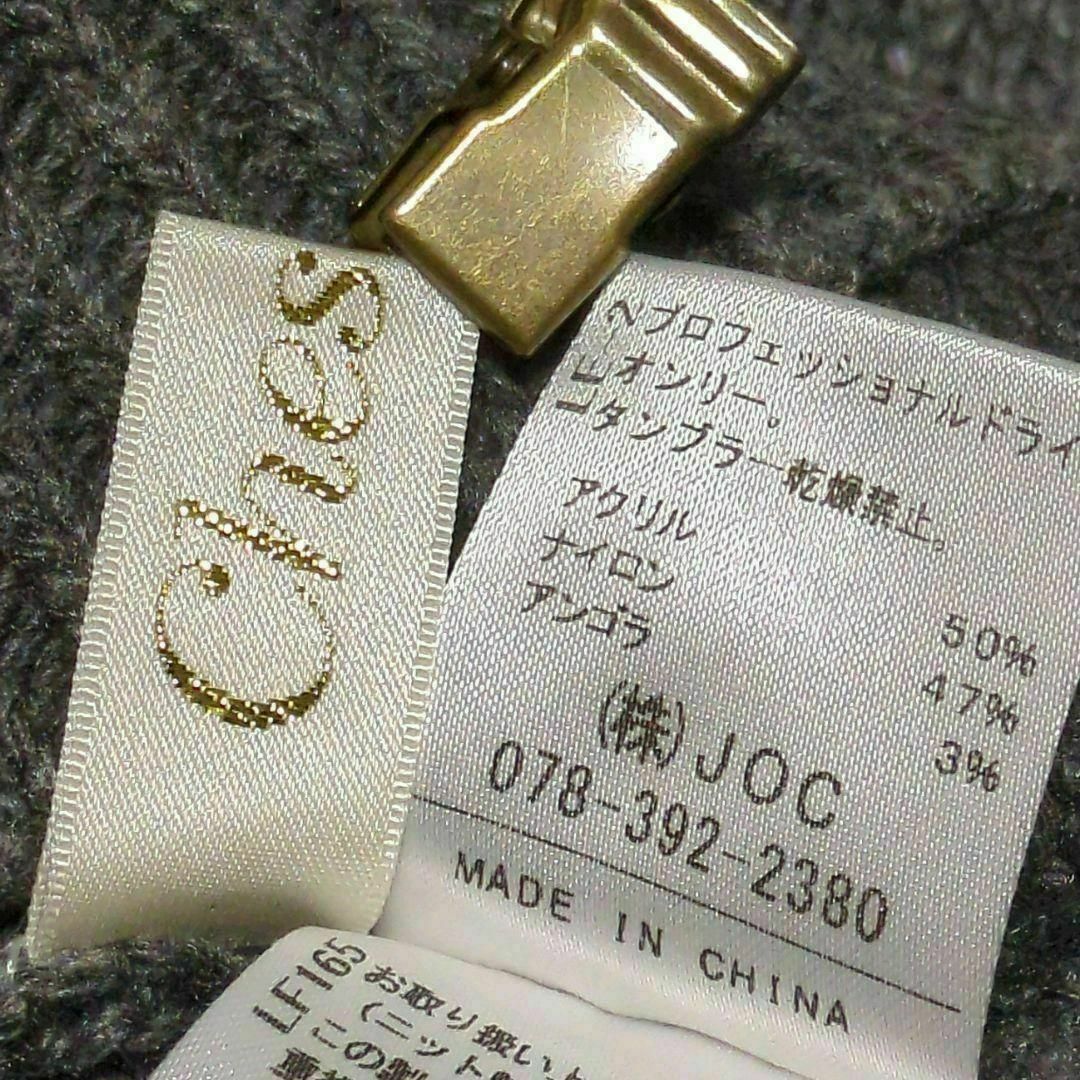 Ches
プロフェッショナルドライ
オンリー。
タンブラー乾燥禁止。
アクリル 50%
ナイロン 47%
アンゴラ 3%
(株)JOC
078-392-2380
MADE IN CHINA
LF165
お取り扱い
(ニット
この製